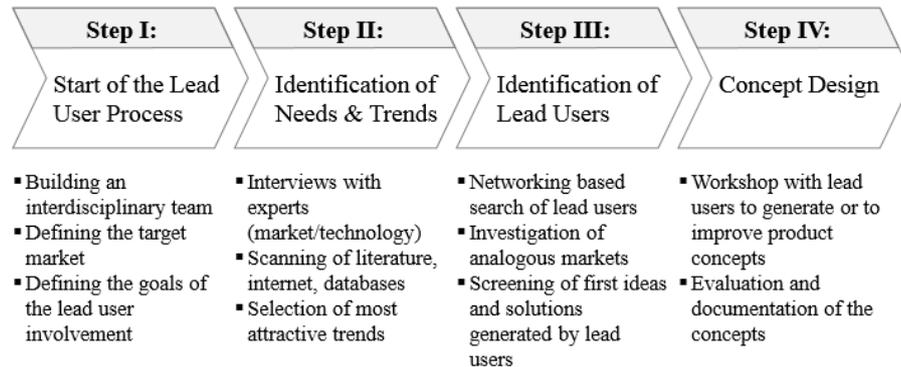 Step I:
Start of the Lead
User Process
▪ Building an
interdisciplinary team
▪ Defining the target
market
▪ Defining the goals of
the lead user
involvement
Step II:
Identification of
Needs & Trends
▪ Interviews with
experts
(market/technology)
▪ Scanning of literature,
internet, databases
▪ Selection of most
attractive trends
Step III:
Identification of
Lead Users
▪ Networking based
search of lead users
▪ Investigation of
analogous markets
▪ Screening of first ideas
and solutions
generated by lead
users
Step IV:
Concept Design
▪ Workshop with lead
users to generate or to
improve product
concepts
▪ Evaluation and
documentation of the
concepts